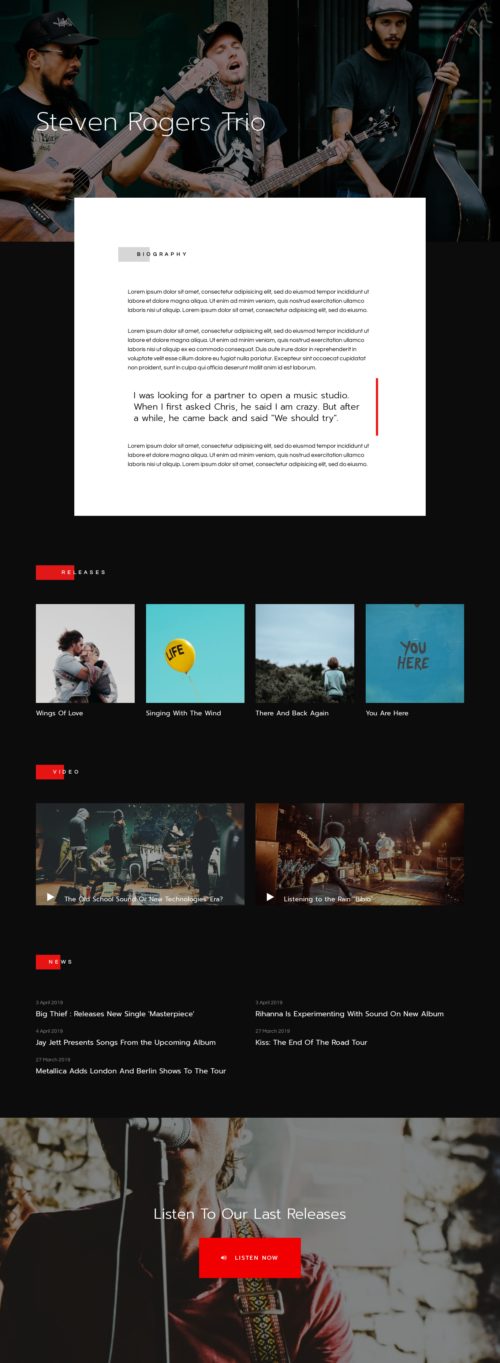 Steven Rogers Trio
BIOGRAPHY
Lorem ipsum dolor sit amet, consectetur adipisicing elit, sed do eiusmod tempor incididunt ut
labore et dolore magna aliqua. Ut enim ad minim veniam, quis nostrud exercitation ullamco
laboris nisi ut aliquip. Lorem ipsum dolor sit amet, consectetur adipisicing elit, sed do eiusmo.
Lorem ipsum dolor sit amet, consectetur adipisicing elit, sed do eiusmod tempor incididunt ut
labore et dolore magna aliqua. Ut enim ad minim veniam, quis nostrud exercitation ullamco
laboris nisi ut aliquip ex ea commodo consequat. Duis aute irure dolor in reprehenderit in
voluptate velit esse cillum dolore eu fugiat nulla pariatur. Excepteur sint occaecat cupidatat
non proident, sunt in culpa qui officia deserunt mollit anim id est laborum.
I was looking for a partner to open a music studio.
When I first asked Chris, he said I am crazy. But after
a while, he came back and said "We should try".
Lorem ipsum dolor sit amet, consectetur adipisicing elit, sed do eiusmod tempor incididunt ut
labore et dolore magna aliqua. Ut enim ad minim veniam, quis nostrud exercitation ullamco
laboris nisi ut aliquip. Lorem ipsum dolor sit amet, consectetur adipisicing elit, sed do eiusmo.
RELEASES
LIFE
YOU
HERE
Wings Of Love
Singing With The Wind
There And Back Again
You Are Here
VIDEO
The Old School Sound Or New Technologies' Era?
Listening to the Rain "Bibio"
NEWS
3 April 2019
Big Thief : Releases New Single 'Masterpiece'
3 April 2019
Rihanna Is Experimenting With Sound On New Album
4 April 2019
Jay Jett Presents Songs From the Upcoming Album
27 March 2019
Kiss: The End Of The Road Tour
27 March 2019
Metallica Adds London And Berlin Shows To The Tour
Listen To Our Last Releases
LISTEN NOW